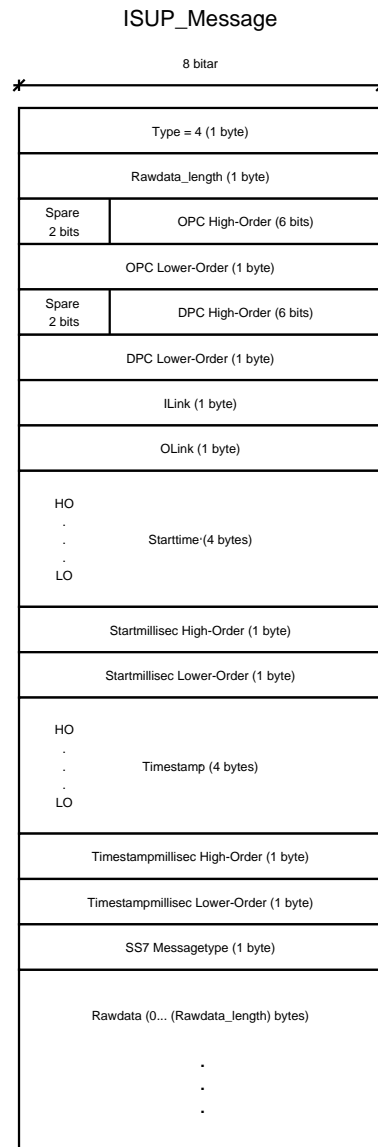 ISUP_Message
8 bitar
Type = 4 (1 byte)
Rawdata_length (1 byte)
Spare
2 bits
OPC High-Order (6 bits)
OPC Lower-Order (1 byte)
Spare
2 bits
DPC High-Order (6 bits)
DPC Lower-Order (1 byte)
ILink (1 byte)
OLink (1 byte)
HO
.
.
Starttime (4 bytes)
.
LO
Startmillisec High-Order (1 byte)
Startmillisec Lower-Order (1 byte)
HO
.
.
Timestamp (4 bytes)
.
LO
Timestampmillisec High-Order (1 byte)
Timestampmillisec Lower-Order (1 byte)
SS7 Messagetype (1 byte)
Rawdata (0... (Rawdata_length) bytes)
.
.
.